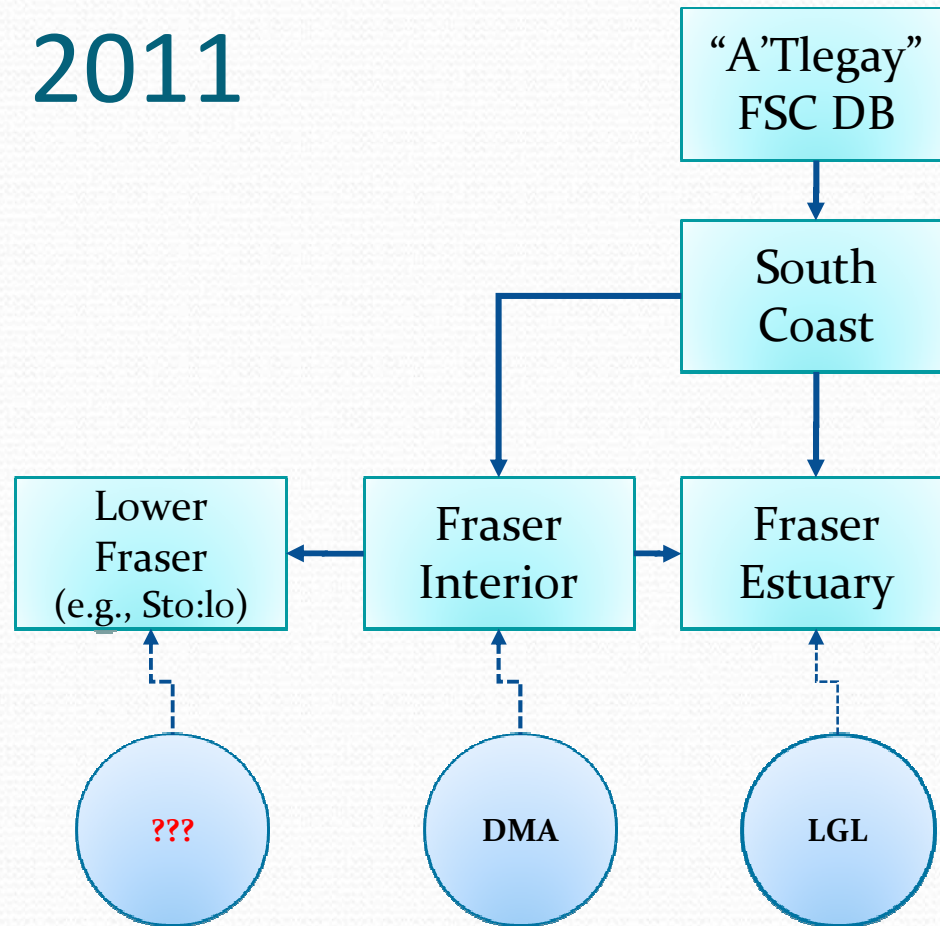 2011
“A’Tlegay”
FSC DB
South
Coast
Lower
Fraser
(e.g., Sto:lo)
Fraser
Interior
Fraser
Estuary
???
DMA
LGL